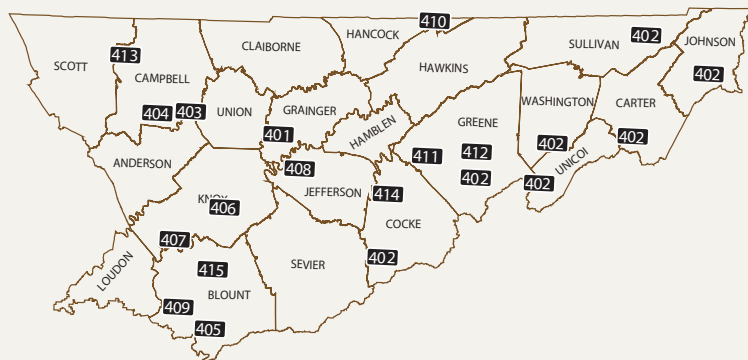 410
HANCOCK
402
SULLIVAN
JOHNSON
CLAIBORNE
413
SCOTT
HAWKINS
402
CAMPBELL
WASHINGTON
CARTER
404
403
UNION
GRAINGER
GREENE
401
HAMBLEN
402
402
411
412
UNICOI
ANDERSON
408
402
402
JEFFERSON
414
KNOX
406
COCKE
407
402
LOUDON
415
SEVIER
BLOUNT
409
405